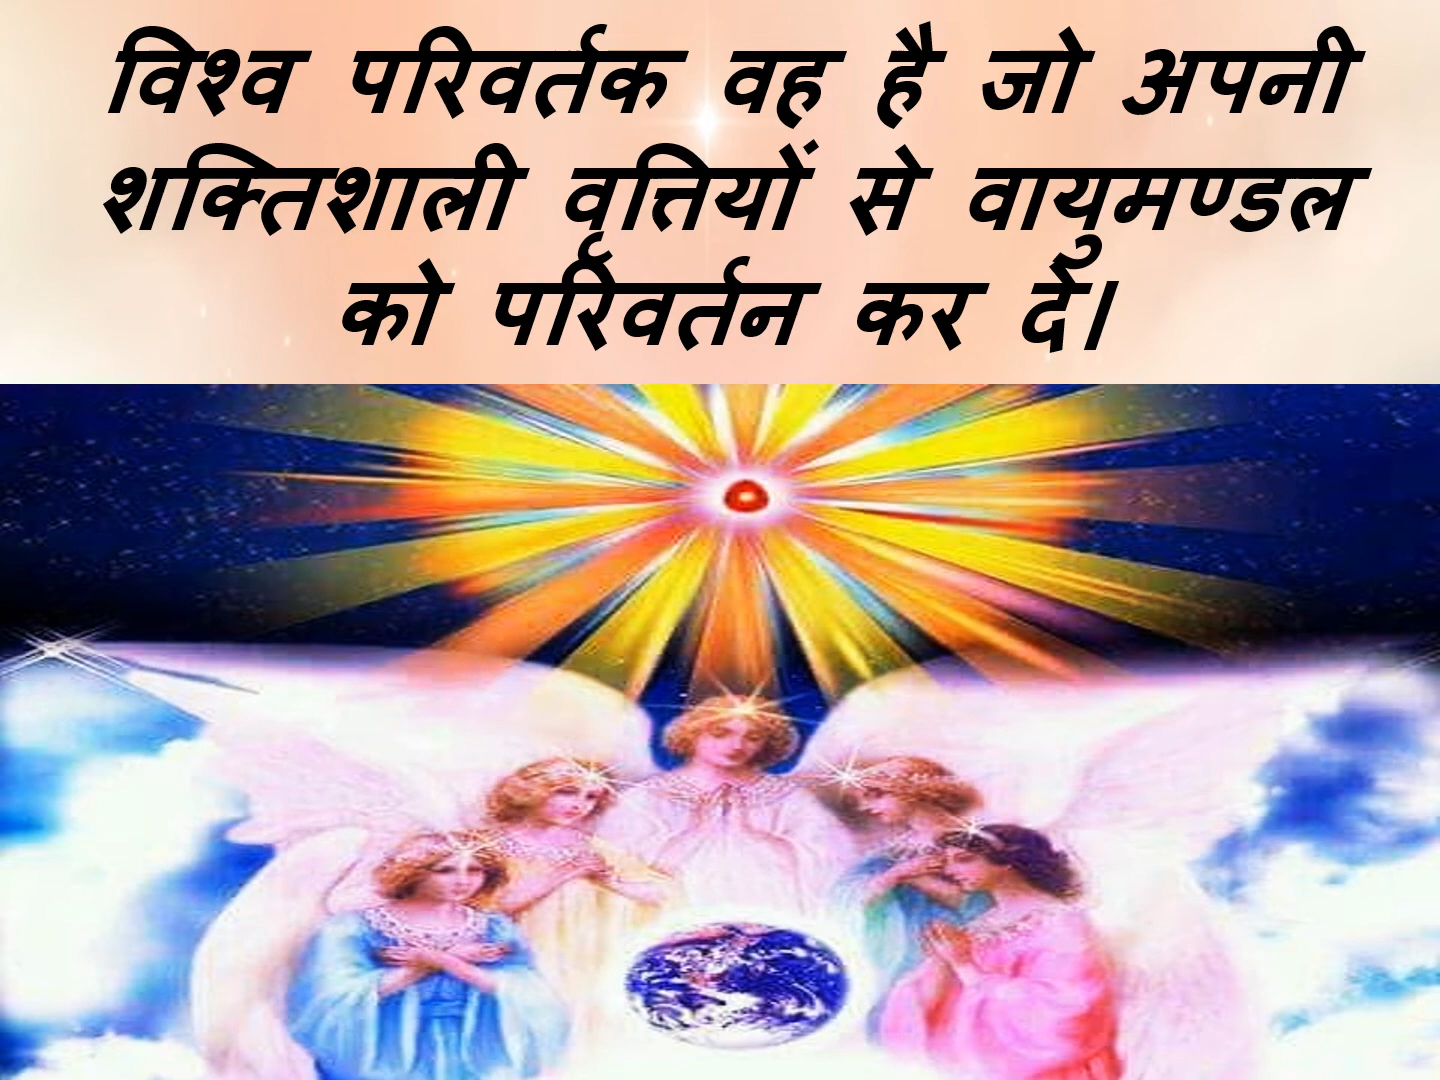 विश्व परिवर्तक वह है जो अपनी
शक्तिशाली वृत्तियों से वायुमण्डल
को परिवर्तन कर दे।